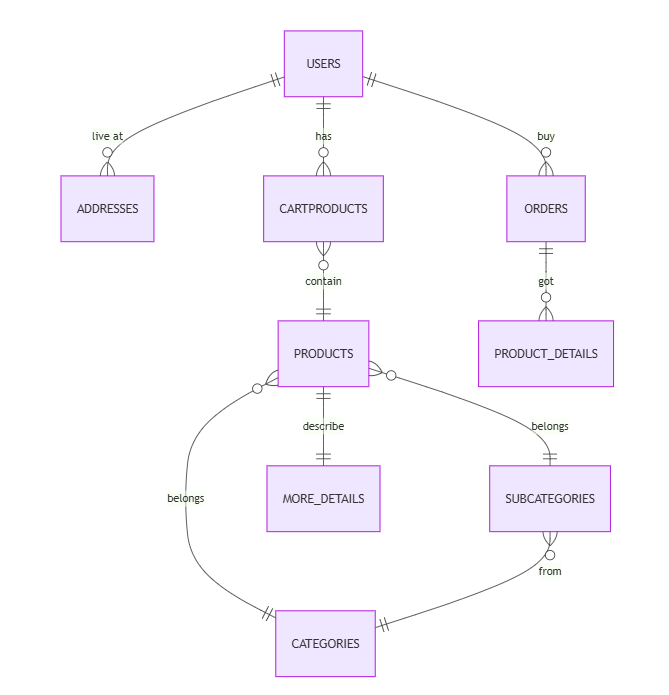 USERS
live at
has
buy
ADDRESSES
CARTPRODUCTS
ORDERS
contain
got
PRODUCTS
PRODUCT_DETAILS
describe
belongs
belongs
MORE_DETAILS
SUBCATEGORIES
from
CATEGORIES